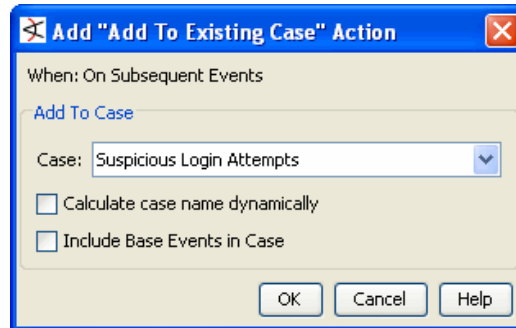 Add "Add To Existing Case" Action
When: On Subsequent Events
Add To Case
Case: Suspicious Login Attempts
Calculate case name dynamically
Include Base Events in Case
OK Cancel Help